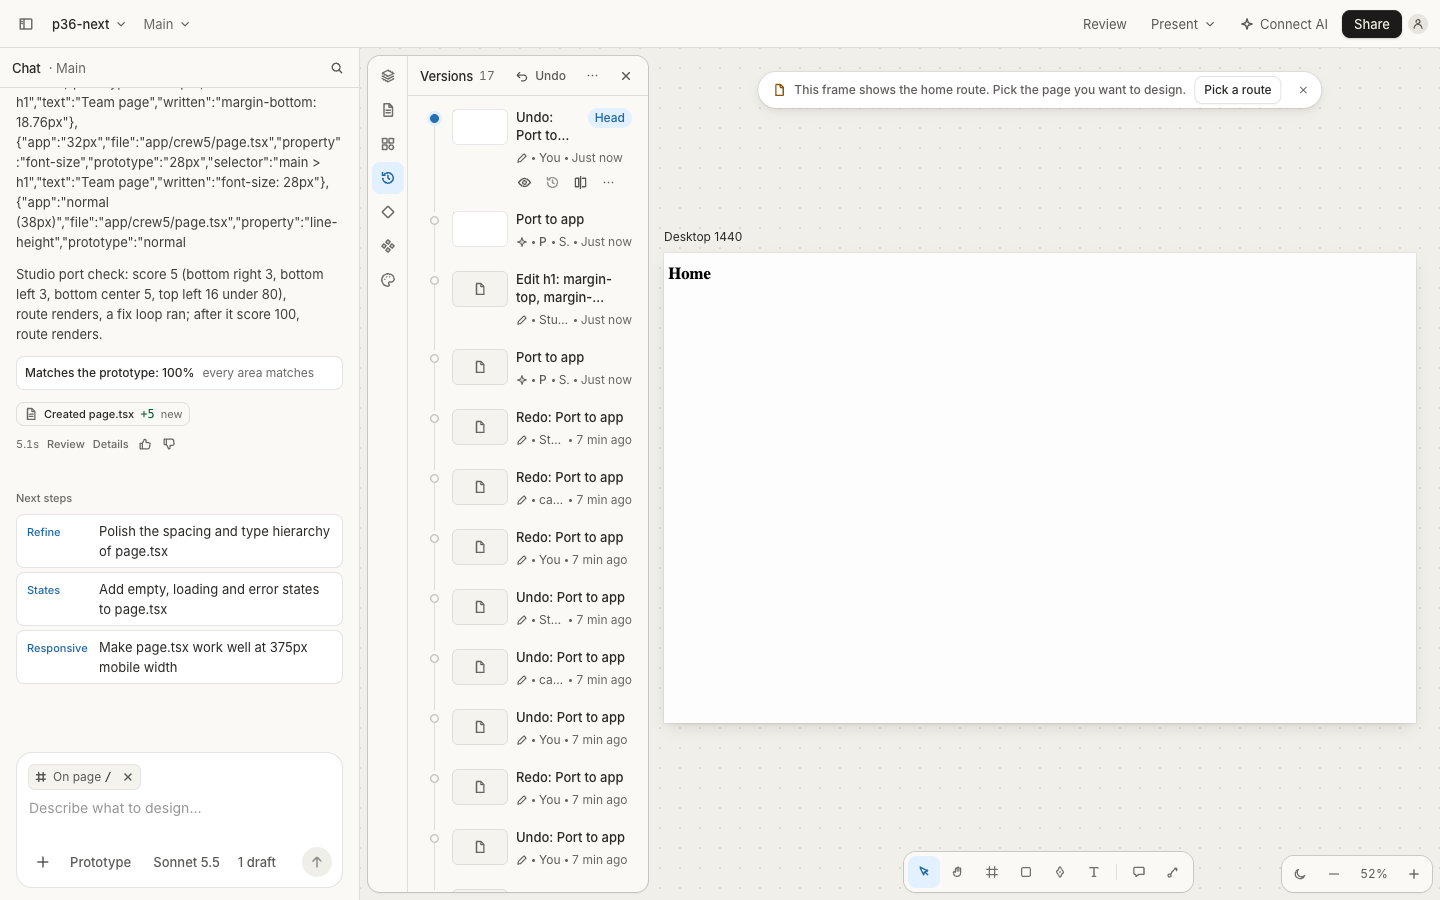 p36-next
Main
Review
Present
Connect AI
Share
Chat · Main
h1","text":"Team page","written":"margin-bottom:
18.76px"},
{"app":"32px","file":"app/crew5/page.tsx","property"
:"font-size","prototype":"28px","selector":"main >
h1","text":"Team page","written":"font-size: 28px"},
{"app":"normal
(38px)","file":"app/crew5/page.tsx","property":"line-
height","prototype":"normal
Studio port check: score 5 (bottom right 3, bottom
left 3, bottom center 5, top left 16 under 80),
route renders, a fix loop ran; after it score 100,
route renders.
Matches the prototype: 100% every area matches
Created page.tsx +5 new
5.1s Review Details
Next steps
Refine
Polish the spacing and type hierarchy
of page.tsx
States
Add empty, loading and error states
to page.tsx
Responsive
Make page.tsx work well at 375px
mobile width
On page /
Describe what to design...
Prototype
Sonnet 5.5
1 draft
Versions 17
Undo
Undo:
Port to...
Head
• You • Just now
Port to app
• P • S. • Just now
Edit h1: margin-
top, margin-...
• Stu... • Just now
Port to app
• P • S. • Just now
Redo: Port to app
• St... • 7 min ago
Redo: Port to app
• ca... • 7 min ago
Redo: Port to app
• You • 7 min ago
Undo: Port to app
• St... • 7 min ago
Undo: Port to app
• ca... • 7 min ago
Undo: Port to app
• You • 7 min ago
Redo: Port to app
• You • 7 min ago
Undo: Port to app
• You • 7 min ago
This frame shows the home route. Pick the page you want to design.
Pick a route
Desktop 1440
Home
52%